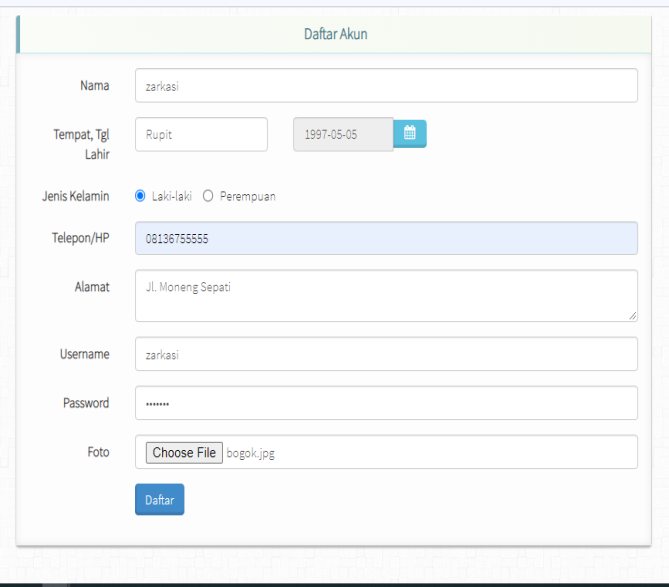 Daftar Akun
Nama zarkasi
Tempat, Tgl Lahir Rupit 1997-05-05
Jenis Kelamin Laki-laki Perempuan
Telepon/HP 08136755555
Alamat Jl. Moneng Sepati
Username zarkasi
Password •••••••
Foto Choose File bogok.jpg
Daftar